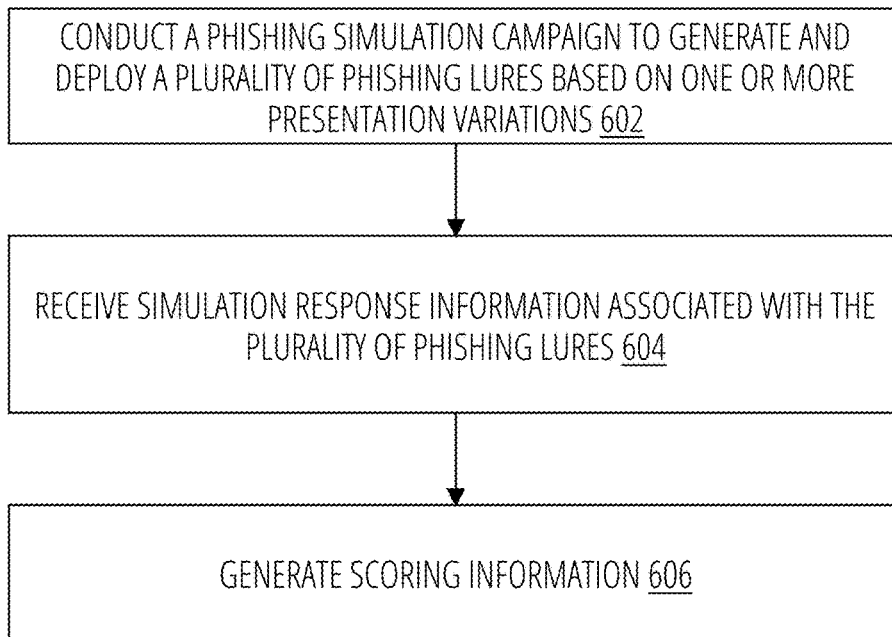 CONDUCT A PHISHING SIMULATION CAMPAIGN TO GENERATE AND
DEPLOY A PLURALITY OF PHISHING LURES BASED ON ONE OR MORE
PRESENTATION VARIATIONS 602
RECEIVE SIMULATION RESPONSE INFORMATION ASSOCIATED WITH THE
PLURALITY OF PHISHING LURES 604
GENERATE SCORING INFORMATION 606